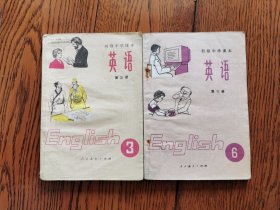 初级中学课本
英语
第三册
English
3
人民教育出版社
初级中学课本
英语
第六册
English
6
人民教育出版社